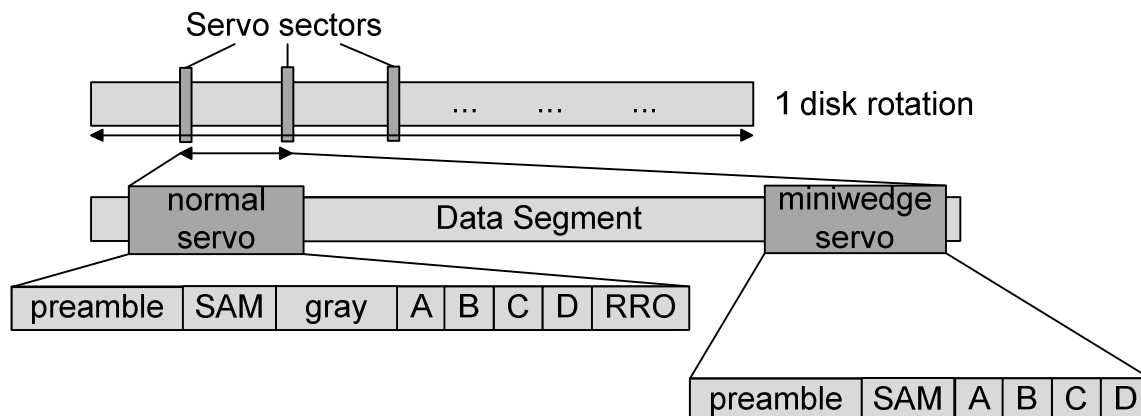 Servo sectors
... ... ...
1 disk rotation
normal
servo
Data Segment
miniwedge
servo
preamble SAM gray A B C D RRO
preamble SAM A B C D